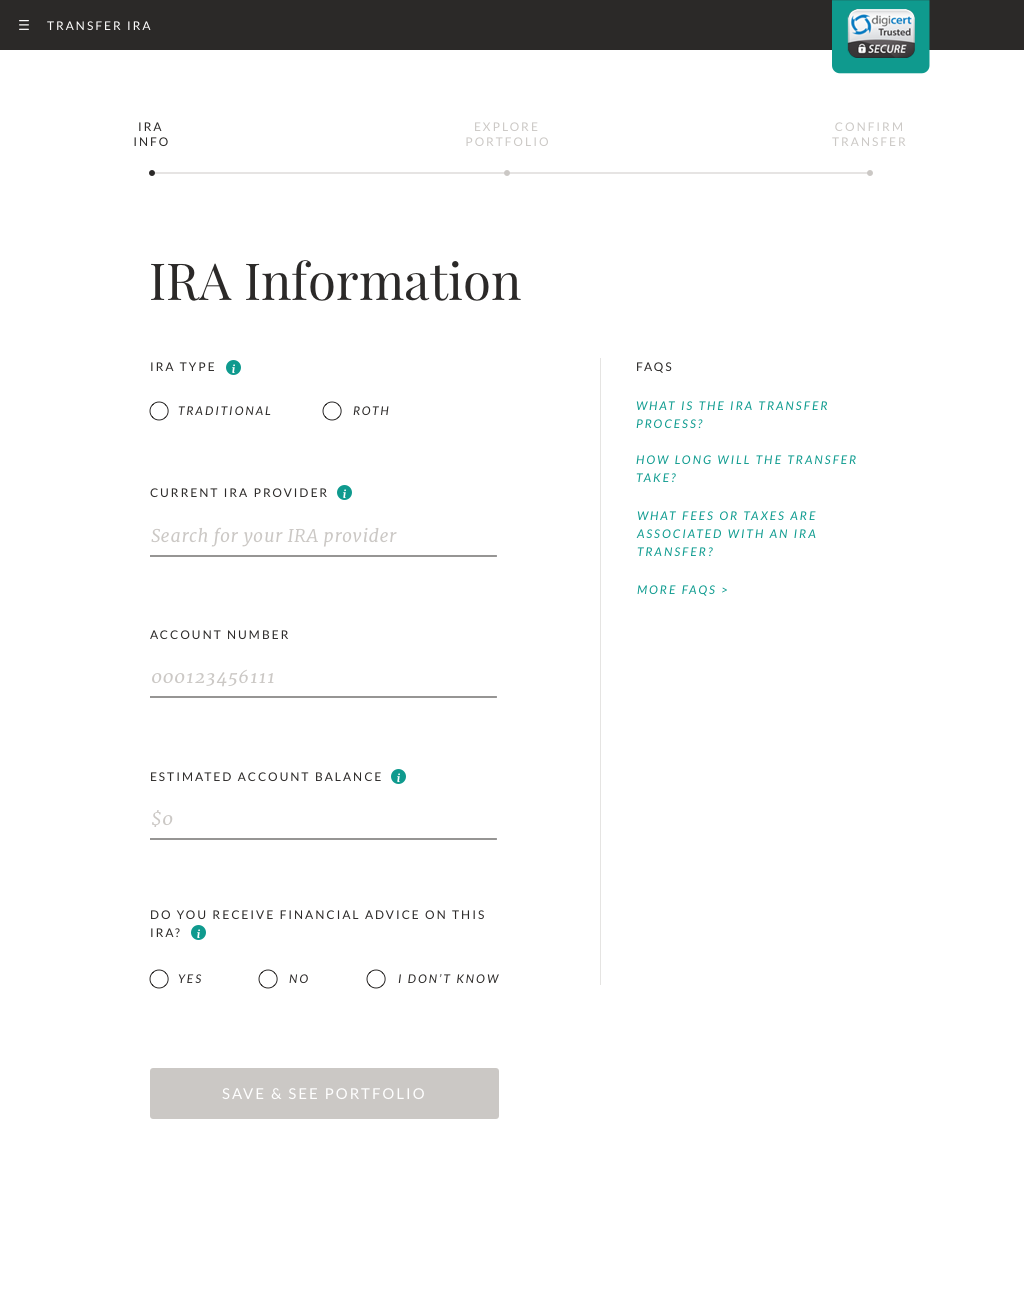 ☰ TRANSFER IRA
digicert
Trusted
SECURE
IRA
INFO
EXPLORE
PORTFOLIO
CONFIRM
TRANSFER
IRA Information
IRA TYPE i
TRADITIONAL ROTH
CURRENT IRA PROVIDER i
Search for your IRA provider
ACCOUNT NUMBER
000123456111
ESTIMATED ACCOUNT BALANCE i
$0
DO YOU RECEIVE FINANCIAL ADVICE ON THIS
IRA? i
YES NO I DON'T KNOW
SAVE & SEE PORTFOLIO
FAQS
WHAT IS THE IRA TRANSFER
PROCESS?
HOW LONG WILL THE TRANSFER
TAKE?
WHAT FEES OR TAXES ARE
ASSOCIATED WITH AN IRA
TRANSFER?
MORE FAQS >